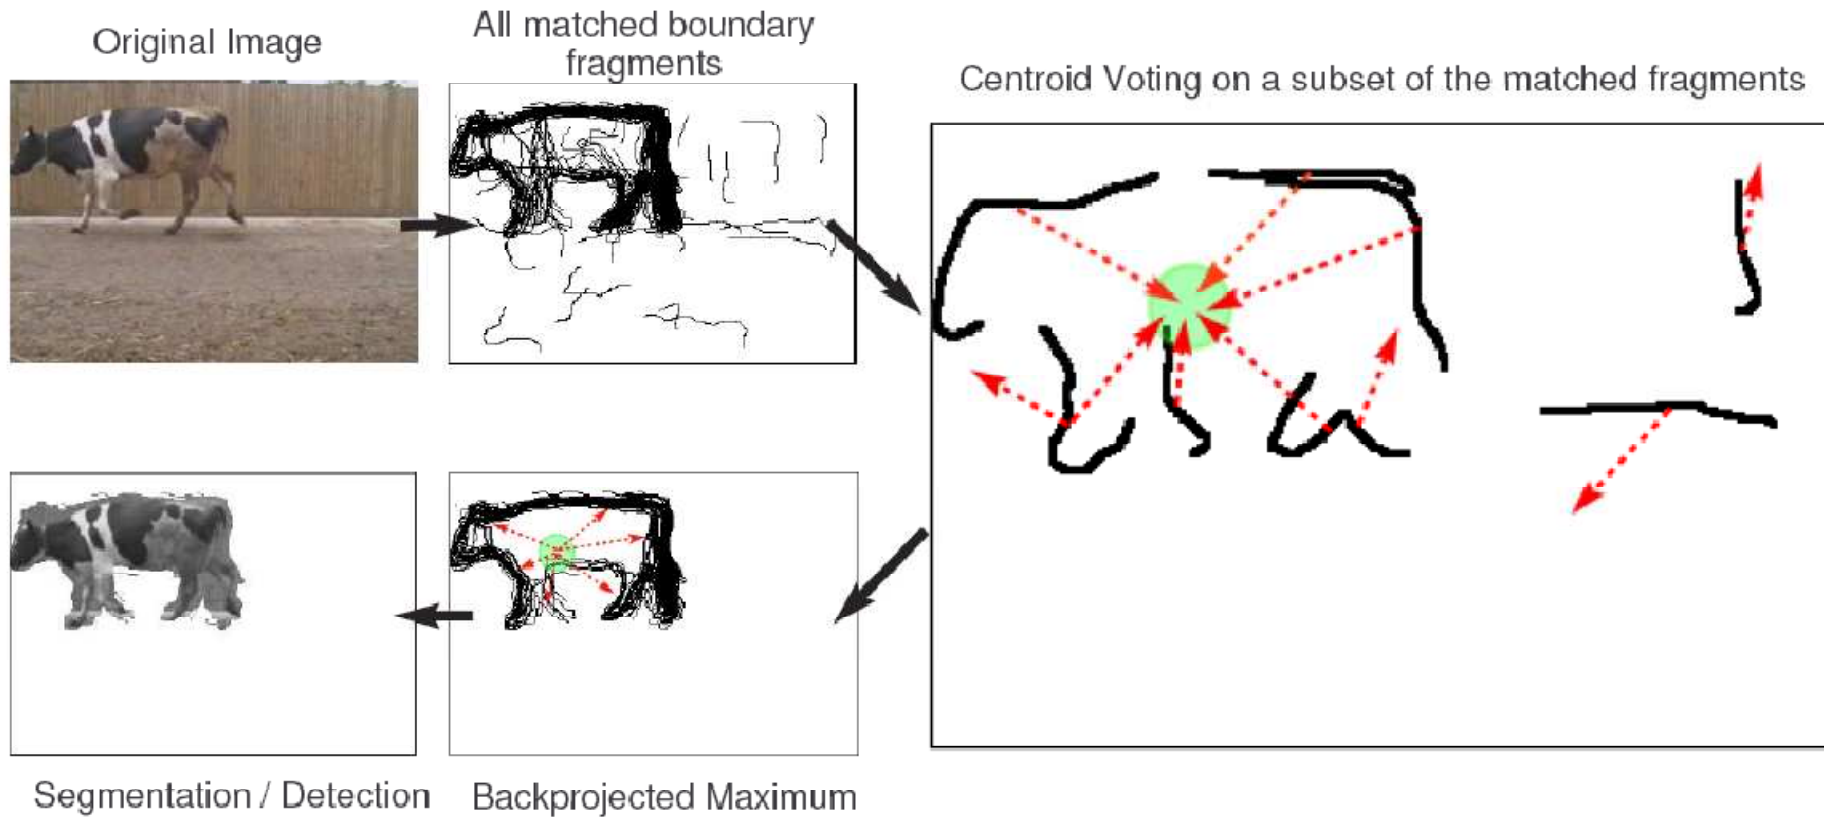 Original Image
All matched boundary
fragments
Centroid Voting on a subset of the matched fragments
Segmentation / Detection
Backprojected Maximum